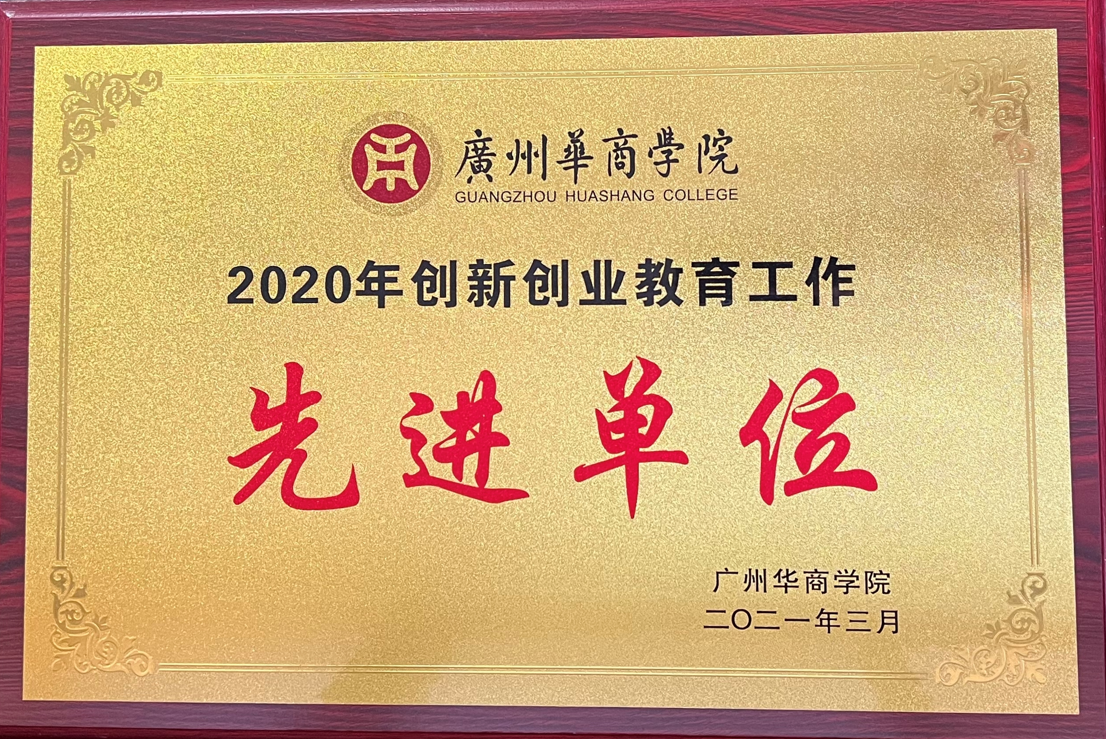 廣州華商學院
GUANGZHOU HUASHANG COLLEGE
2020年创新创业教育工作
先进单位
广州华商学院
二〇二一年三月